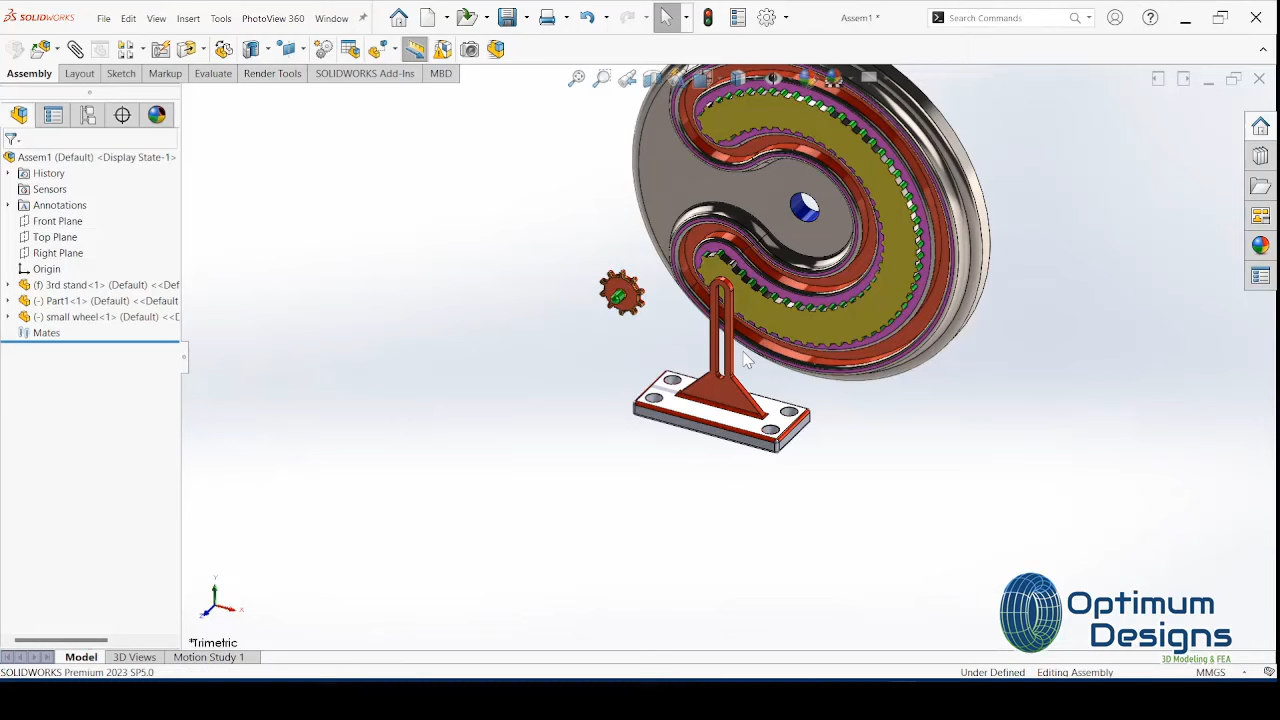 SOLIDWORKS File Edit View Insert Tools PhotoView 360 Window Assem1 * Search Commands
Assembly Layout Sketch Markup Evaluate Render Tools SOLIDWORKS Add-Ins MBD
Assem1 (Default) <Display State-1>
History
Sensors
Annotations
Front Plane
Top Plane
Right Plane
Origin
(f) 3rd stand<1> (Default) <<Def
(-) Part1<1> (Default) <<Default
(-) small wheel<1> (Default) <<D
Mates
Y
X
Z
*Trimetric
Optimum
Designs
3D Modeling & FEA
Model 3D Views Motion Study 1
SOLIDWORKS Premium 2023 SP5.0 Under Defined Editing Assembly MMGS